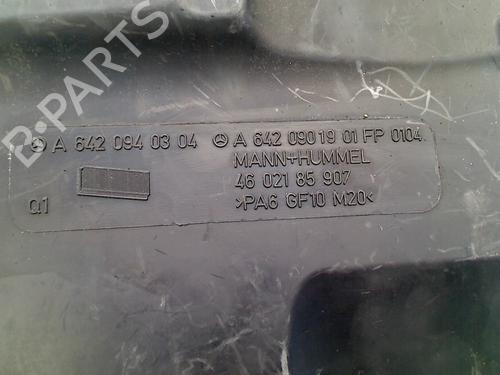 B-PARTS
A 642 094 03 04 A 642 090 19 01 FP 0104
MANN+HUMMEL
46 021 85 907
Q1 >PA6 GF10 M20<